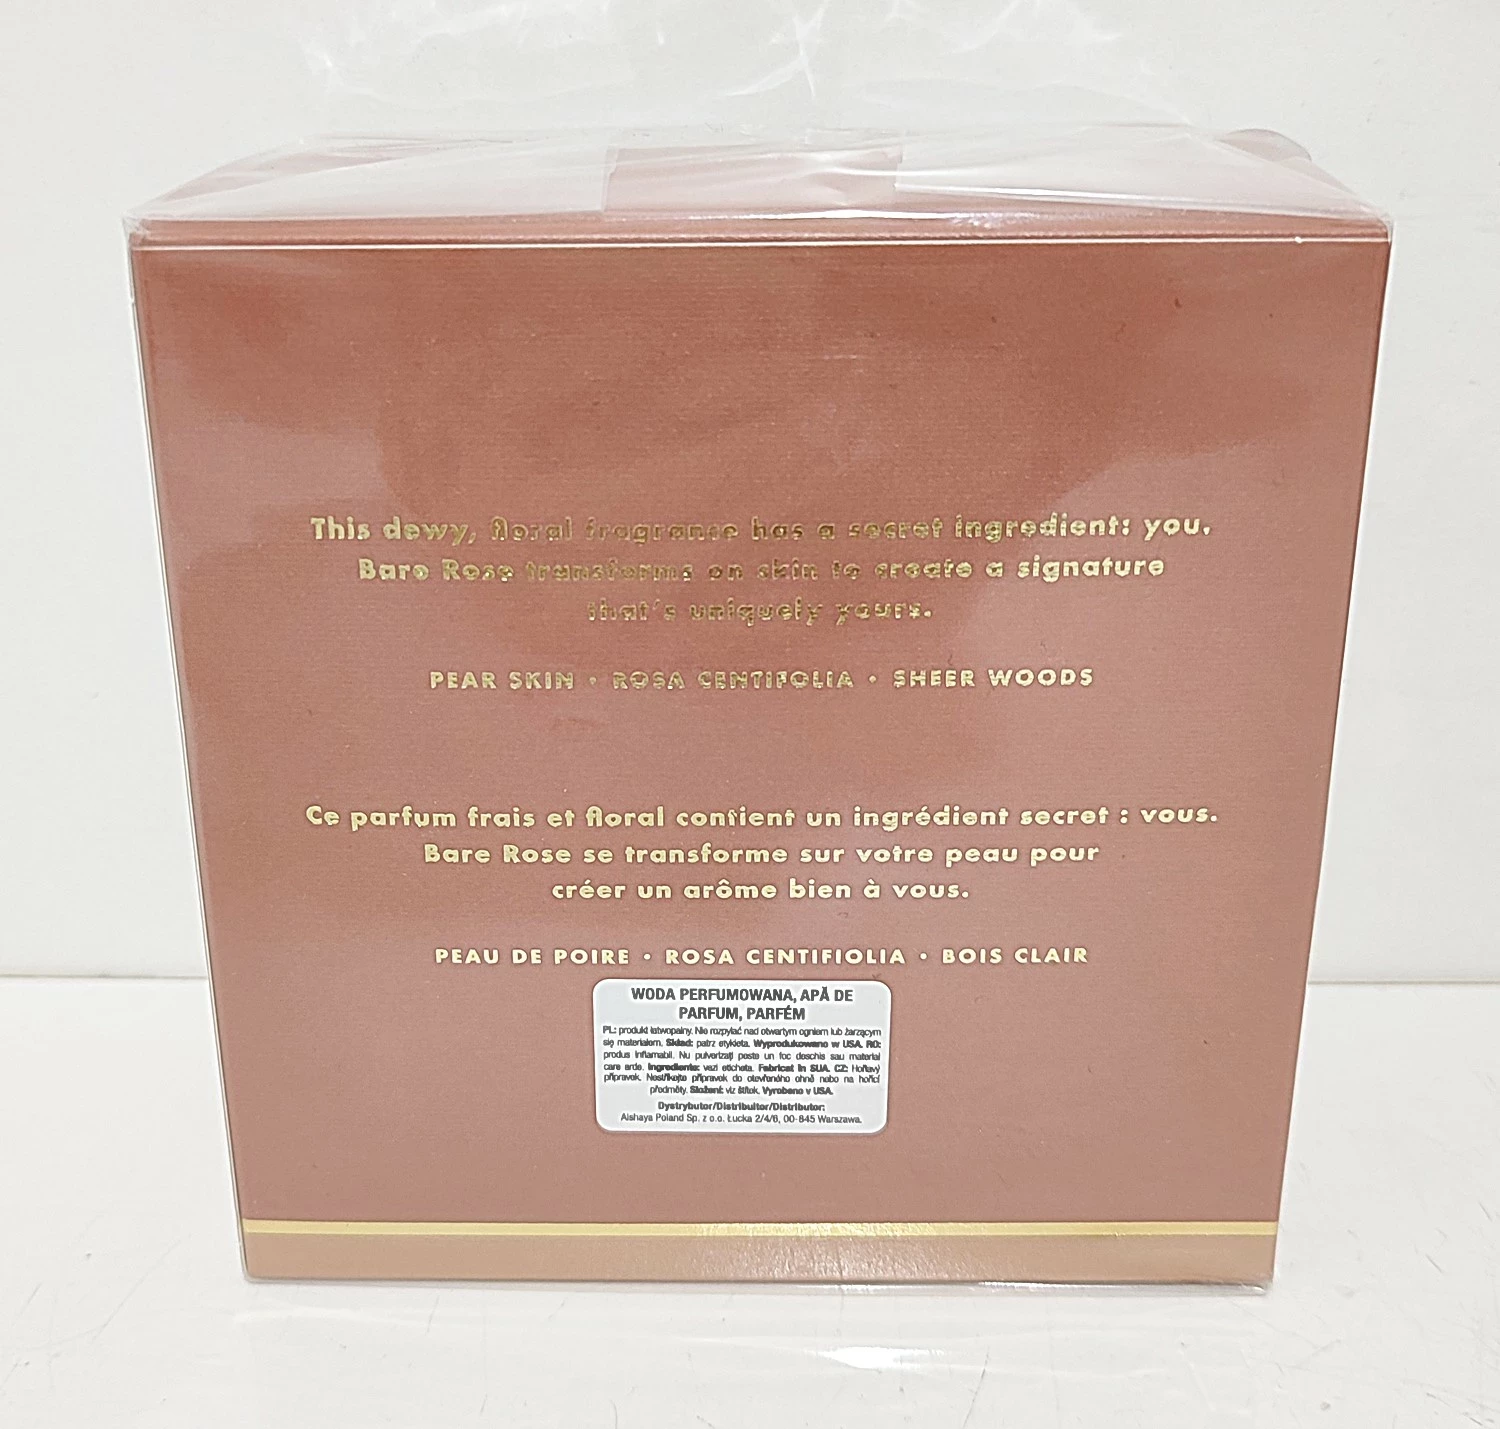 This dewy, floral fragrance has a secret ingredient: you.
Bare Rose transforms on skin to create a signature
that's uniquely yours.
PEAR SKIN • ROSA CENTIFOLIA • SHEER WOODS
Ce parfum frais et floral contient un ingrédient secret : vous.
Bare Rose se transforme sur votre peau pour
créer un arôme bien à vous.
PEAU DE POIRE • ROSA CENTIFIOLIA • BOIS CLAIR
WODA PERFUMOWANA, APĂ DE
PARFUM, PARFÉM
PL: produkt łatwopalny. Nie rozpylać nad otwartym ogniem lub żarzącym
się materiałem. Skład: patrz etykieta. Wyprodukowano w USA. RO:
produs inflamabil. Nu pulverizați peste un foc deschis sau material
care arde. Ingrediente: vezi eticheta. Fabricat în SUA. CZ: Hořlavý
přípravek. Nestříkejte přípravek do otevřeného ohně nebo na hořící
předměty. Složení: viz štítek. Vyrobeno v USA.
Dystrybutor/Distribuitor/Distributor:
Alshaya Poland Sp. z o.o. Łucka 2/4/6, 00-845 Warszawa.